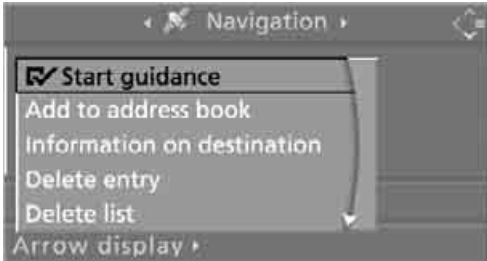 Navigation
Start guidance
Add to address book
Information on destination
Delete entry
Delete list
Arrow display